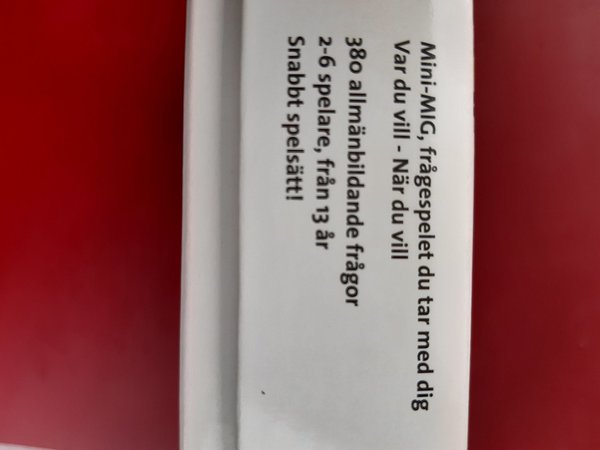 Mini-MIG, frågespelet du tar med dig
Var du vill - När du vill
380 allmänbildande frågor
2-6 spelare, från 13 år
Snabbt spelsätt!